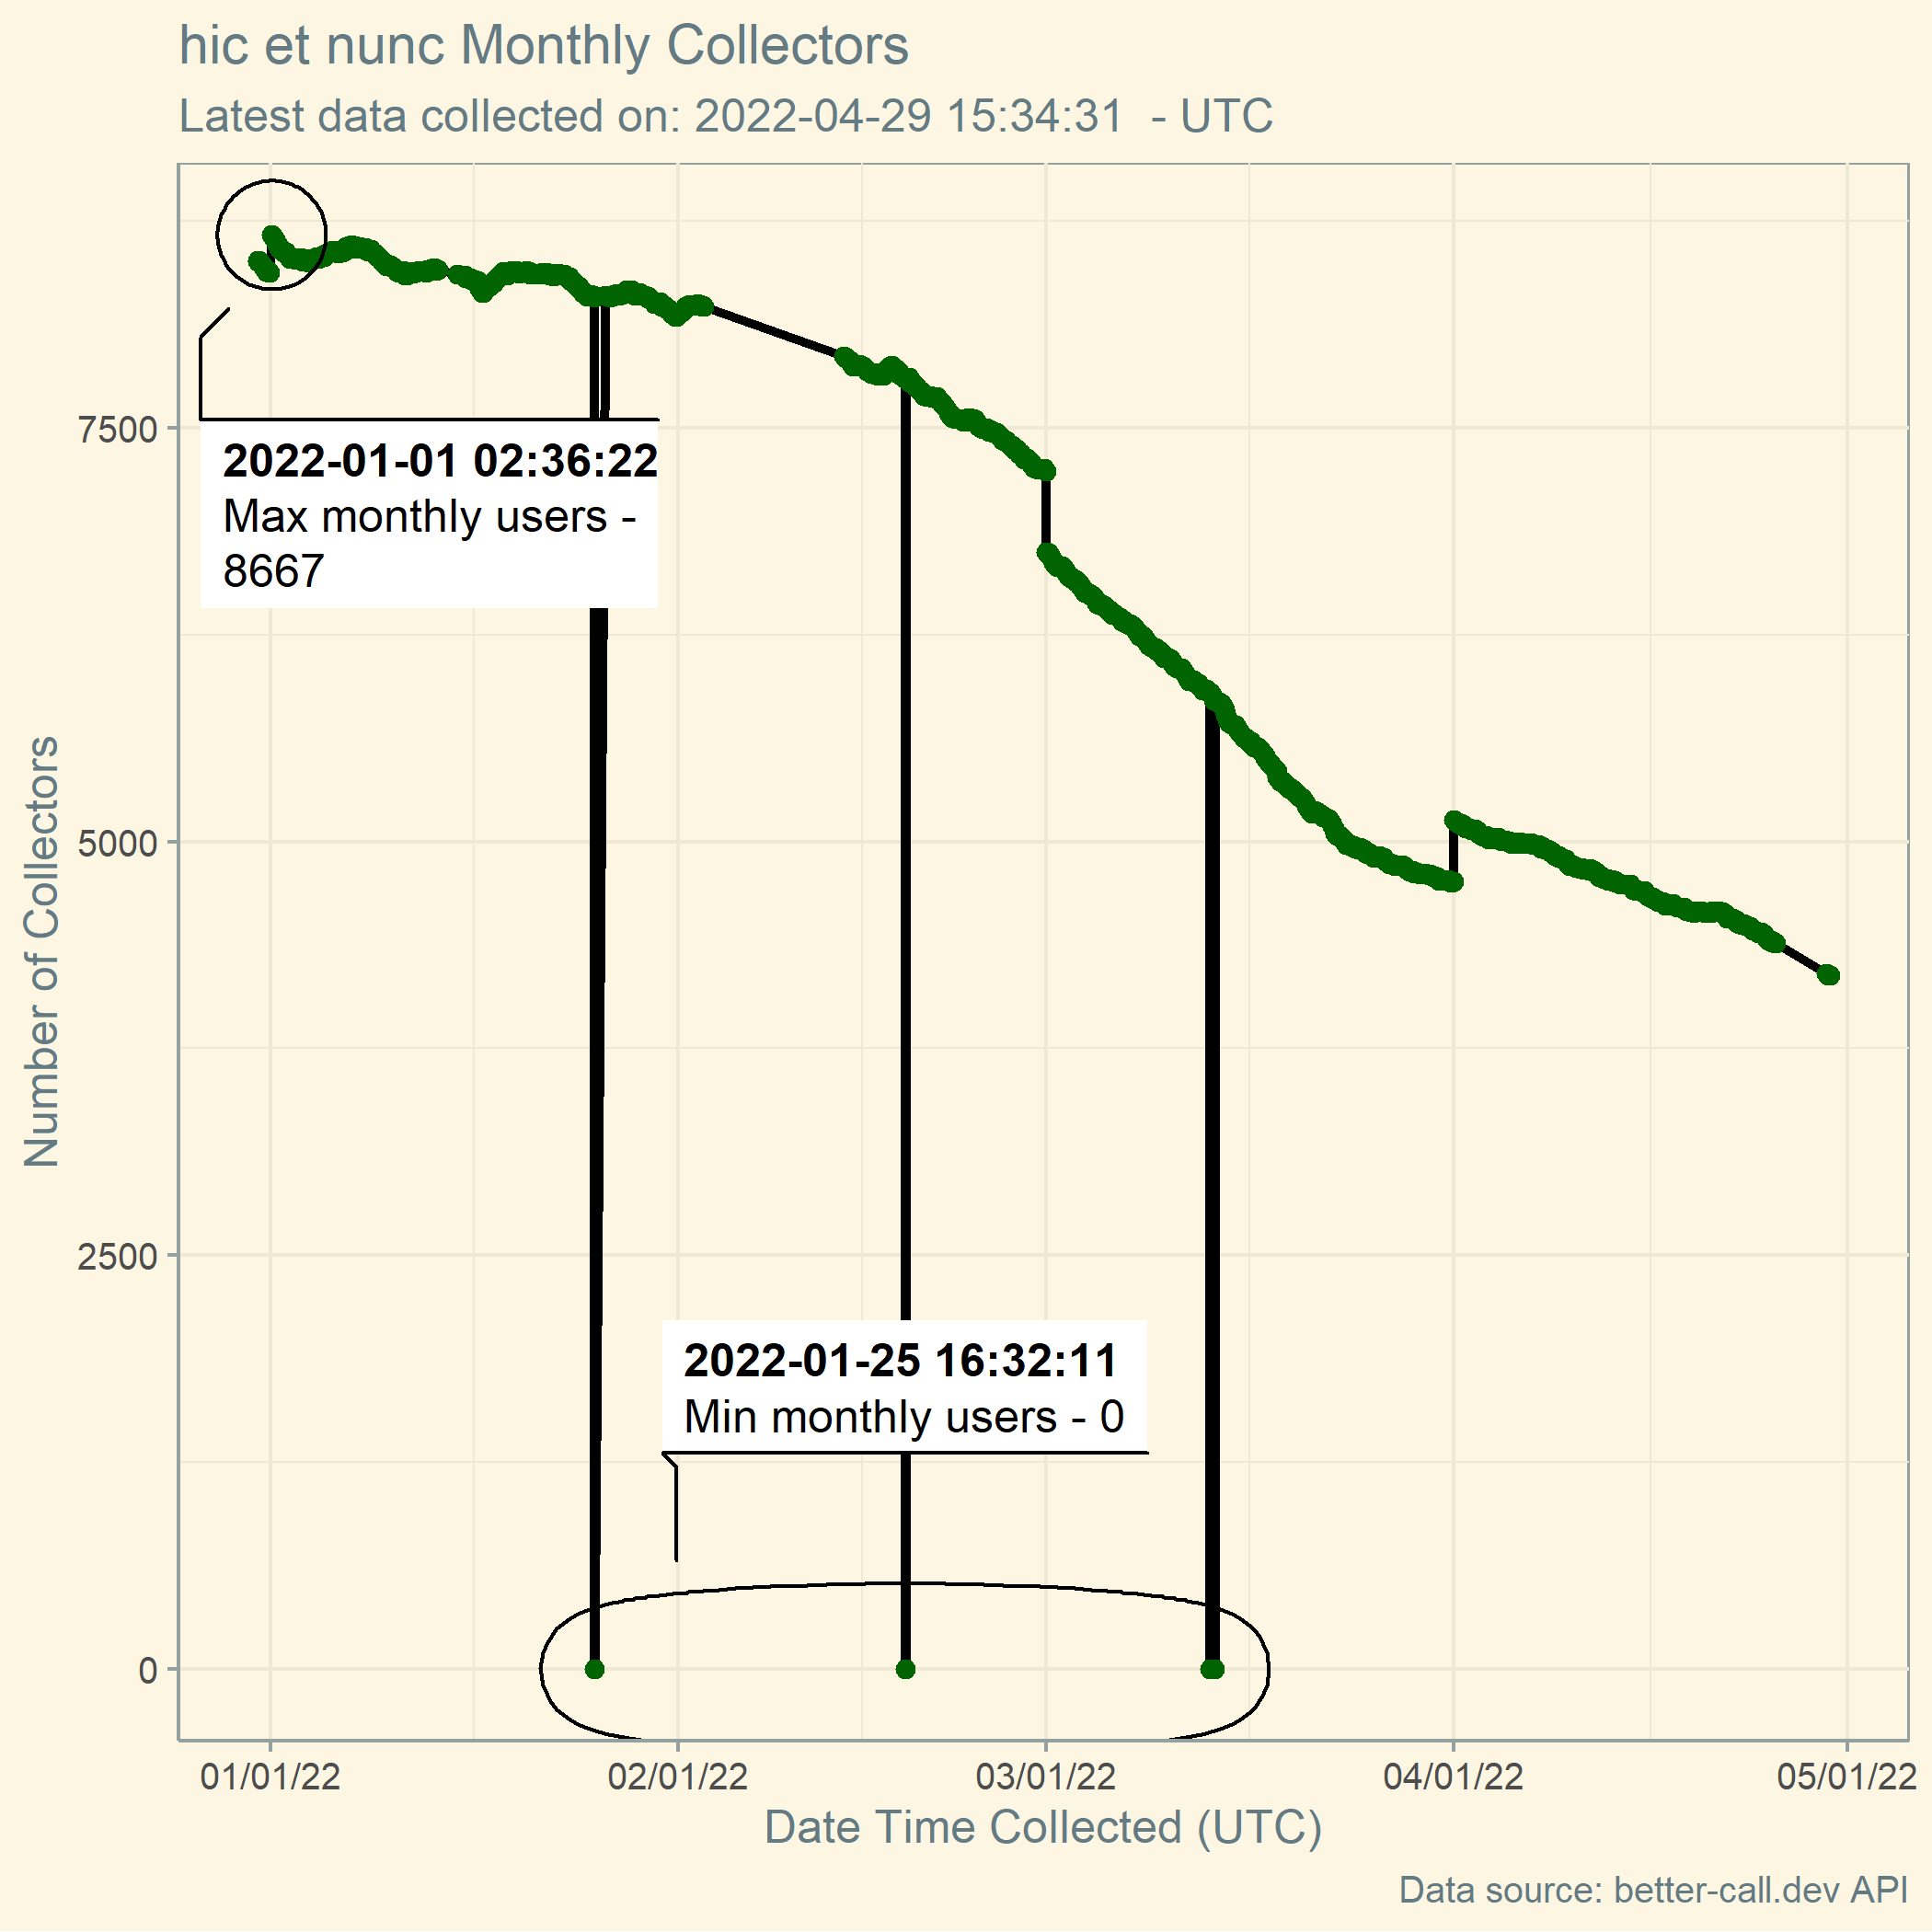 hic et nunc Monthly Collectors
Latest data collected on: 2022-04-29 15:34:31  - UTC
Number of Collectors
7500
5000
2500
0
2022-01-01 02:36:22
Max monthly users -
8667
2022-01-25 16:32:11
Min monthly users - 0
01/01/22
02/01/22
03/01/22
04/01/22
05/01/22
Date Time Collected (UTC)
Data source: better-call.dev API